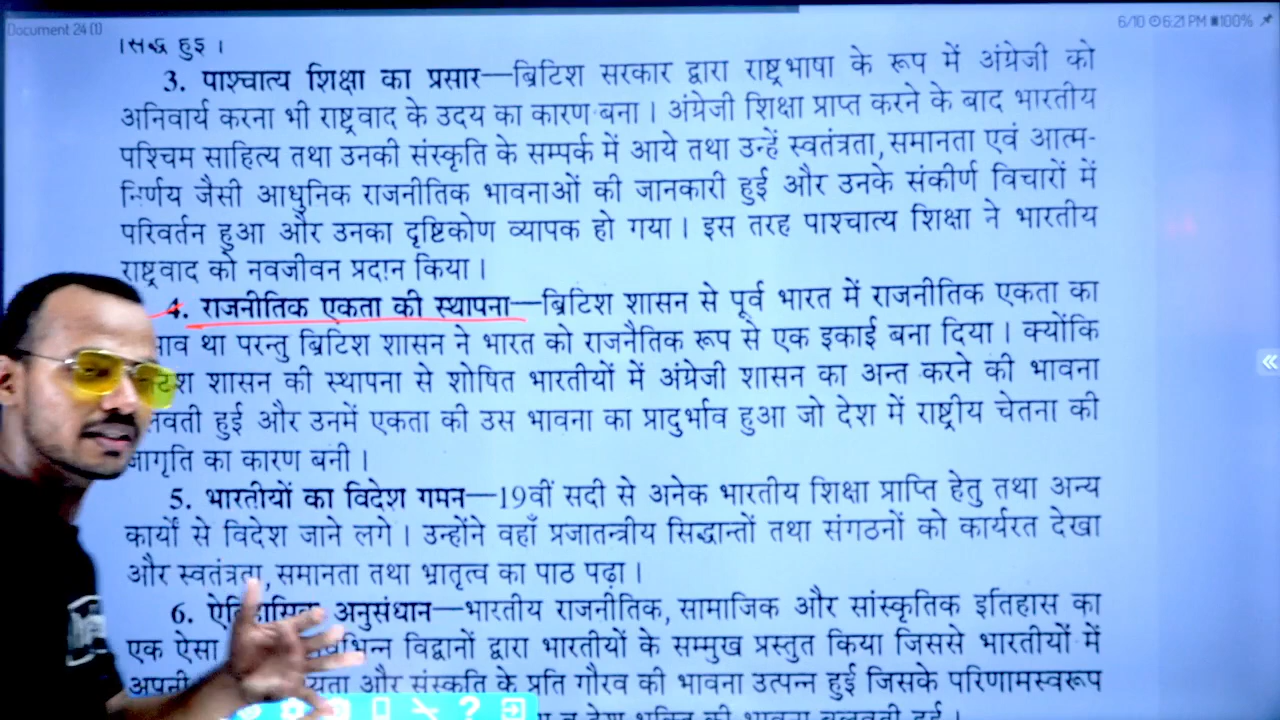 Document 24 (1)
6/10 6:21 PM 100%
सिद्ध हुई ।
3. पाश्चात्य शिक्षा का प्रसार—ब्रिटिश सरकार द्वारा राष्ट्रभाषा के रूप में अंग्रेजी को
अनिवार्य करना भी राष्ट्रवाद के उदय का कारण बना । अंग्रेजी शिक्षा प्राप्त करने के बाद भारतीय
पश्चिम साहित्य तथा उनकी संस्कृति के सम्पर्क में आये तथा उन्हें स्वतंत्रता, समानता एवं आत्म-
निर्णय जैसी आधुनिक राजनीतिक भावनाओं की जानकारी हुई और उनके संकीर्ण विचारों में
परिवर्तन हुआ और उनका दृष्टिकोण व्यापक हो गया । इस तरह पाश्चात्य शिक्षा ने भारतीय
राष्ट्रवाद को नवजीवन प्रदान किया ।
4. राजनीतिक एकता की स्थापना—ब्रिटिश शासन से पूर्व भारत में राजनीतिक एकता का
था परन्तु ब्रिटिश शासन ने भारत को राजनैतिक रूप से एक इकाई बना दिया । क्योंकि
शासन की स्थापना से शोषित भारतीयों में अंग्रेजी शासन का अन्त करने की भावना
हुई और उनमें एकता की उस भावना का प्रादुर्भाव हुआ जो देश में राष्ट्रीय चेतना की
जागृति का कारण बनी ।
5. भारतीयों का विदेश गमन—19वीं सदी से अनेक भारतीय शिक्षा प्राप्ति हेतु तथा अन्य
कार्यों से विदेश जाने लगे । उन्होंने वहाँ प्रजातन्त्रीय सिद्धान्तों तथा संगठनों को कार्यरत देखा
और स्वतंत्रता, समानता तथा भ्रातृत्व का पाठ पढ़ा ।
6. ऐतिहासिक अनुसंधान—भारतीय राजनीतिक, सामाजिक और सांस्कृतिक इतिहास का
एक ऐसा विभिन्न विद्वानों द्वारा भारतीयों के सम्मुख प्रस्तुत किया जिससे भारतीयों में
अपनी और संस्कृति के प्रति गौरव की भावना उत्पन्न हुई जिसके परिणामस्वरूप